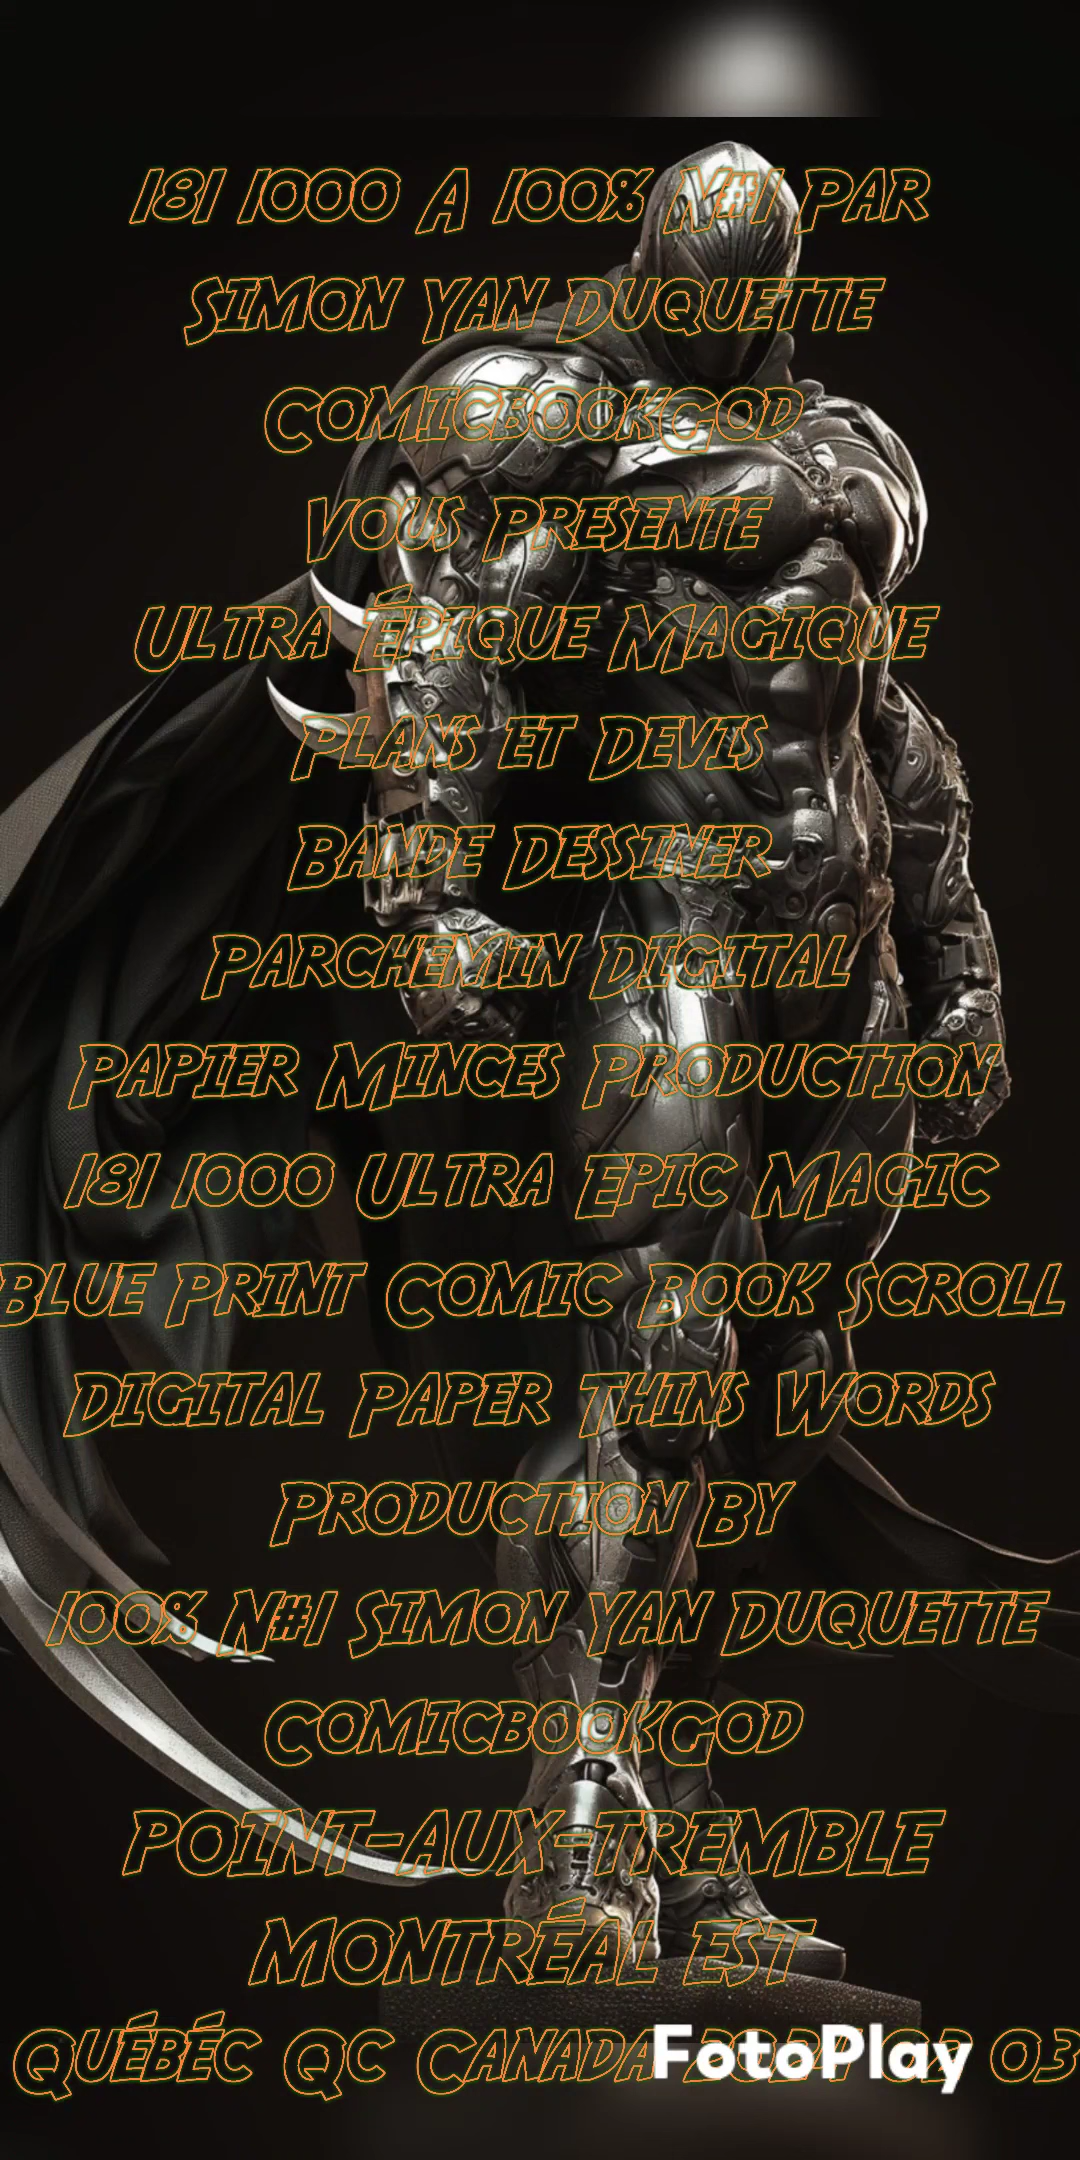 181 1000 A 100% N#1 Par
Simon Yan Duquette
ComicbookGod
Vous Presente
Ultra Épique Magique
Plans et Devis
Bande Dessiner
Parchemin Digital
Papier Minces Production
181 1000 Ultra Epic Magic
Blue Print Comic Book Scroll
Digital Paper Thins Words
Production By
100% N#1 Simon Yan Duquette
ComicbookGod
POINT-AUX-TREMBLE
MONTRÉAL EST
Québéc Qc Canada 03
FotoPlay